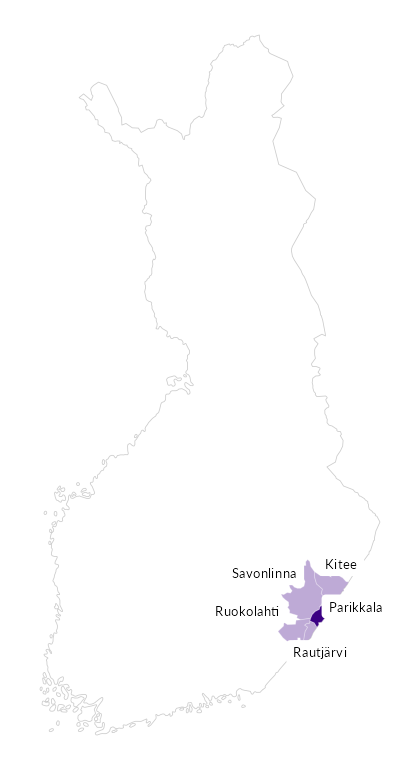 Kitee
Savonlinna
Parikkala
Ruokolahti
Rautjärvi